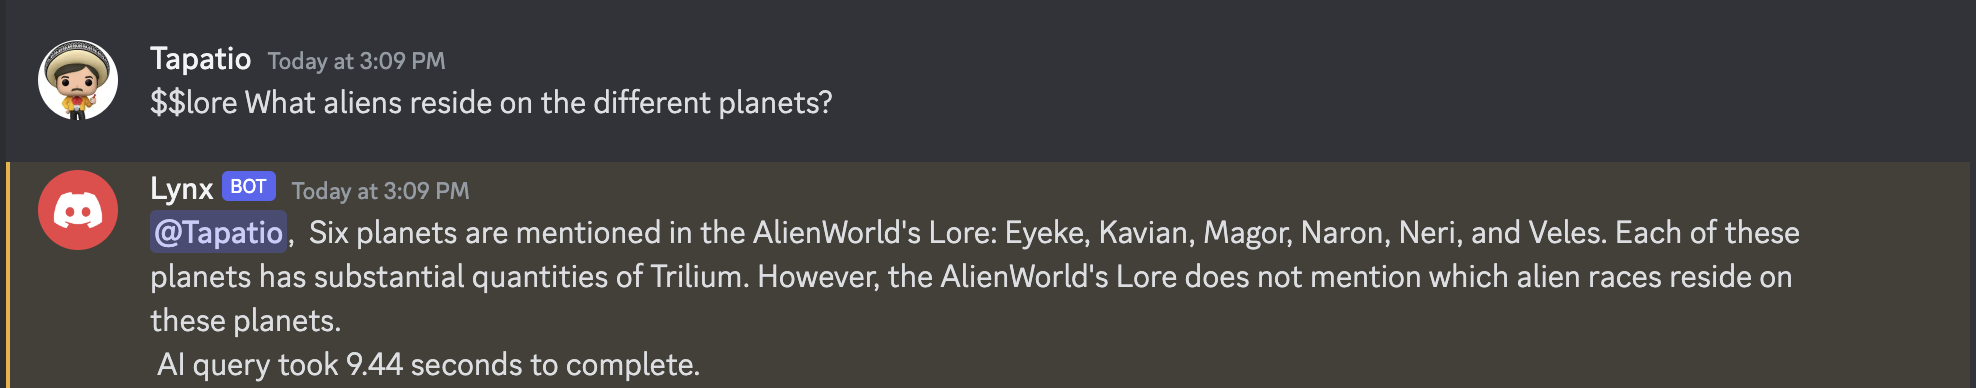 Tapatio Today at 3:09 PM
$$lore What aliens reside on the different planets?
Lynx BOT Today at 3:09 PM
@Tapatio, Six planets are mentioned in the AlienWorld's Lore: Eyeke, Kavian, Magor, Naron, Neri, and Veles. Each of these
planets has substantial quantities of Trilium. However, the AlienWorld's Lore does not mention which alien races reside on
these planets.
AI query took 9.44 seconds to complete.